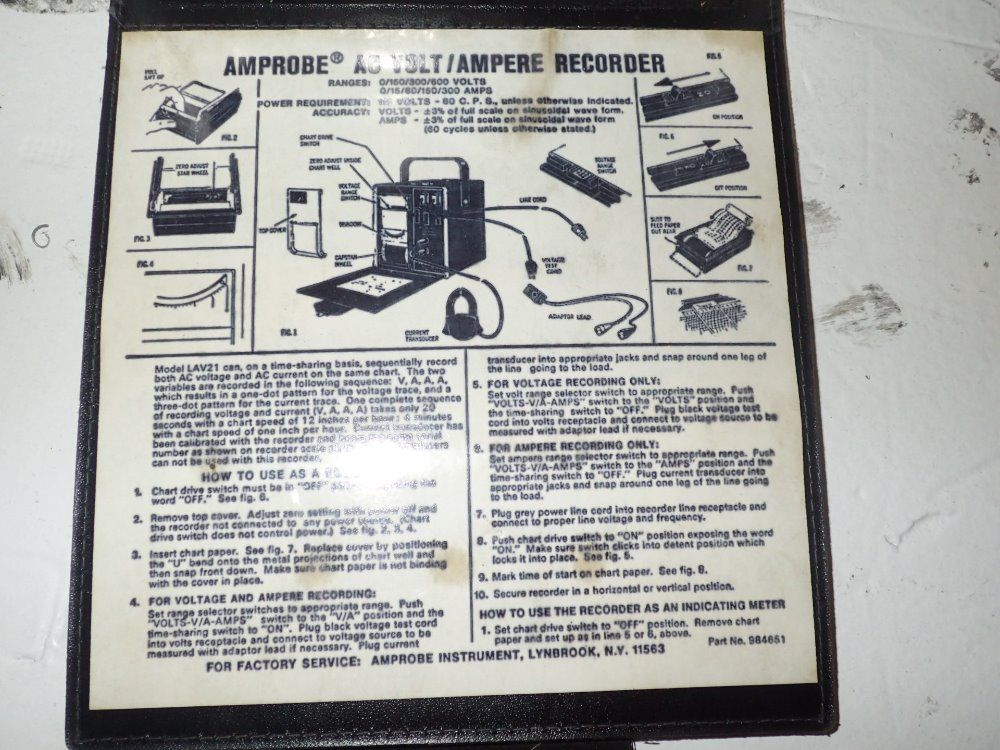 AMPROBE® AC VOLT/AMPERE RECORDER
RANGES: 0/150/300/600 VOLTS
0/15/60/150/300 AMPS
POWER REQUIREMENT: VOLTS - 60 C.P.S., unless otherwise indicated.
ACCURACY: VOLTS - ±3% of full scale on sinusoidal wave form.
AMPS - ±3% of full scale on sinusoidal wave form
(60 cycles unless otherwise stated.)
LIFT UP
FIG. 2
ZERO ADJUST
STAR WHEEL
FIG. 3
FIG. 4
CHART DRIVE
SWITCH
ZERO ADJUST INSIDE
CHART WELL
VOLTAGE
RANGE
SWITCH
TOP COVER
CAPSTAN
WHEEL
FIG. 1
CURRENT
TRANSDUCER
LINE CORD
VOLTAGE
TEST
CORD
ADAPTOR LEAD
VOLTAGE
RANGE
SWITCH
FIG. 5
ON POSITION
FIG. 6
OFF POSITION
SLOT TO
FEED PAPER
OUT REAR
FIG. 7
FIG. 8
Model LAV21 can, on a time-sharing basis, sequentially record
both AC voltage and AC current on the same chart. The two
variables are recorded in the following sequence: V, A, A, A,
which results in a one-dot pattern for the voltage trace, and a
three-dot pattern for the current trace. One complete sequence
of recording voltage and current (V, A, A, A) takes only 20
seconds with a chart speed of 12 inches per hour; minutes
with a chart speed of one inch per hour. Current transducer has
been calibrated with the recorder and serial
number as shown on recorder scale
can not be used with this recorder.
HOW TO USE AS A
1. Chart drive switch must be in "OFF" the
word "OFF." See fig. 6.
2. Remove top cover. Adjust zero setting with power off and
the recorder not connected to any power (Chart
drive switch does not control power.) See fig. 2, 3, 4.
3. Insert chart paper. See fig. 7. Replace cover by positioning
the "U" bend onto the metal projections of chart well and
then snap front down. Make sure chart paper is not binding
with the cover in place.
4. FOR VOLTAGE AND AMPERE RECORDING:
Set range selector switches to appropriate range. Push
"VOLTS-V/A-AMPS" switch to the "V/A" position and the
time-sharing switch to "ON". Plug black voltage test cord
into volts receptacle and connect to voltage source to be
measured with adaptor lead if necessary. Plug current
transducer into appropriate jacks and snap around one leg of
the line going to the load.
5. FOR VOLTAGE RECORDING ONLY:
Set volt range selector switch to appropriate range. Push
"VOLTS-V/A-AMPS" switch to the "VOLTS" position and
the time-sharing switch to "OFF." Plug black voltage test
cord into volts receptacle and connect to voltage source to be
measured with adaptor lead if necessary.
6. FOR AMPERE RECORDING ONLY:
Set ampere range selector switch to appropriate range. Push
"VOLTS-V/A-AMPS" switch to the "AMPS" position and the
time-sharing switch to "OFF." Plug current transducer into
appropriate jacks and snap around one leg of the line going
to the load.
7. Plug grey power line cord into recorder line receptacle and
connect to proper line voltage and frequency.
8. Push chart drive switch to "ON" position exposing the word
"ON." Make sure switch clicks into detent position which
locks it into place. See fig. 5.
9. Mark time of start on chart paper. See fig. 8.
10. Secure recorder in a horizontal or vertical position.
HOW TO USE THE RECORDER AS AN INDICATING METER
1. Set chart drive switch to "OFF" position. Remove chart
paper and set up as in line 5 or 6, above.
Part No. 984651
FOR FACTORY SERVICE: AMPROBE INSTRUMENT, LYNBROOK, N.Y. 11563